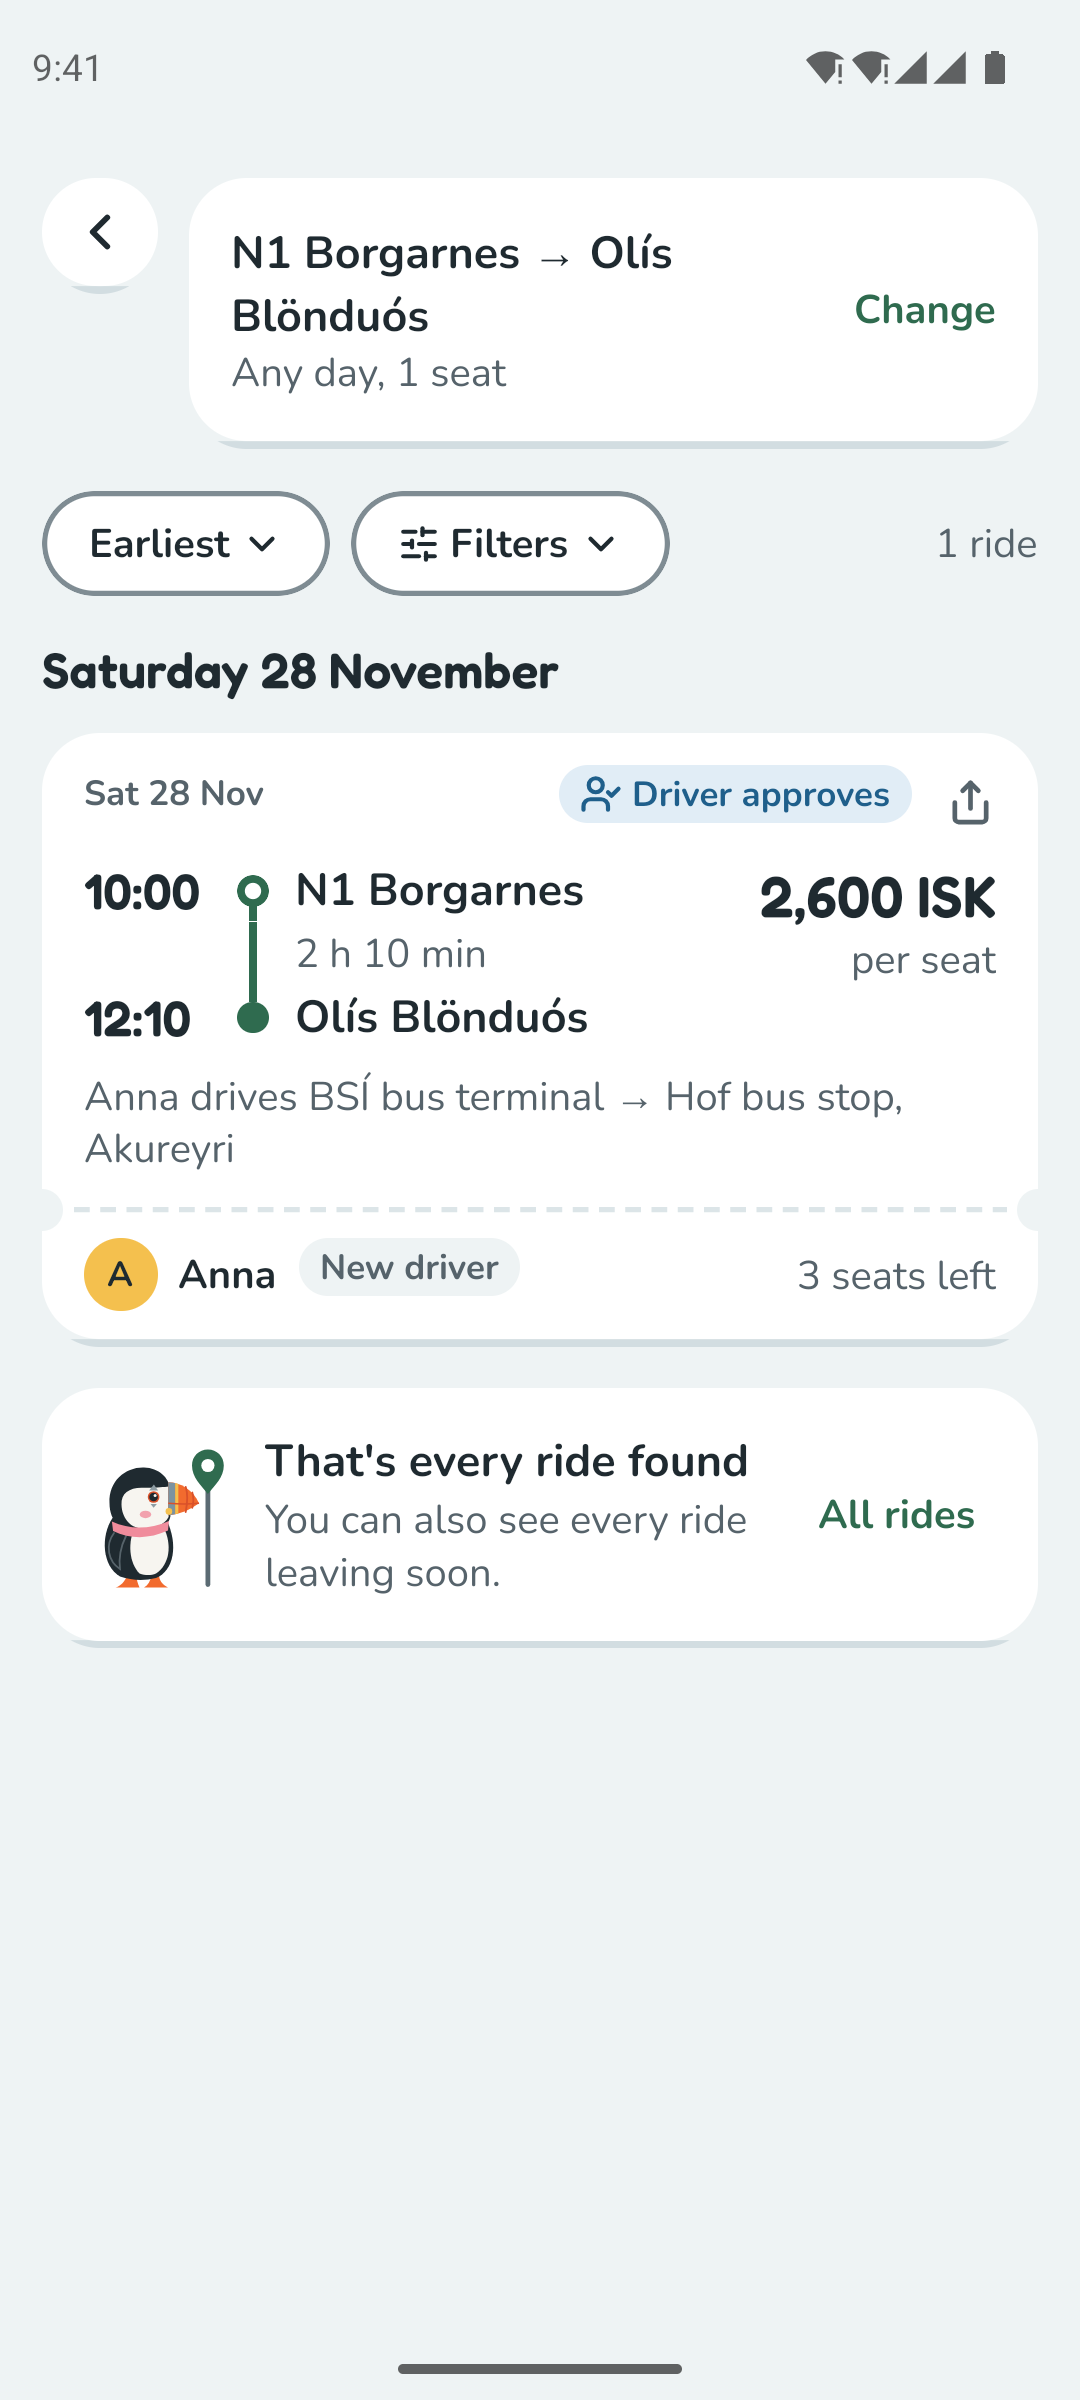 9:41
N1 Borgarnes → Olís
Blönduós
Any day, 1 seat
Change
Earliest
Filters
1 ride
Saturday 28 November
Sat 28 Nov
Driver approves
10:00
N1 Borgarnes
2,600 ISK
2 h 10 min
per seat
12:10
Olís Blönduós
Anna drives BSÍ bus terminal → Hof bus stop,
Akureyri
A
Anna
New driver
3 seats left
That's every ride found
You can also see every ride
leaving soon.
All rides